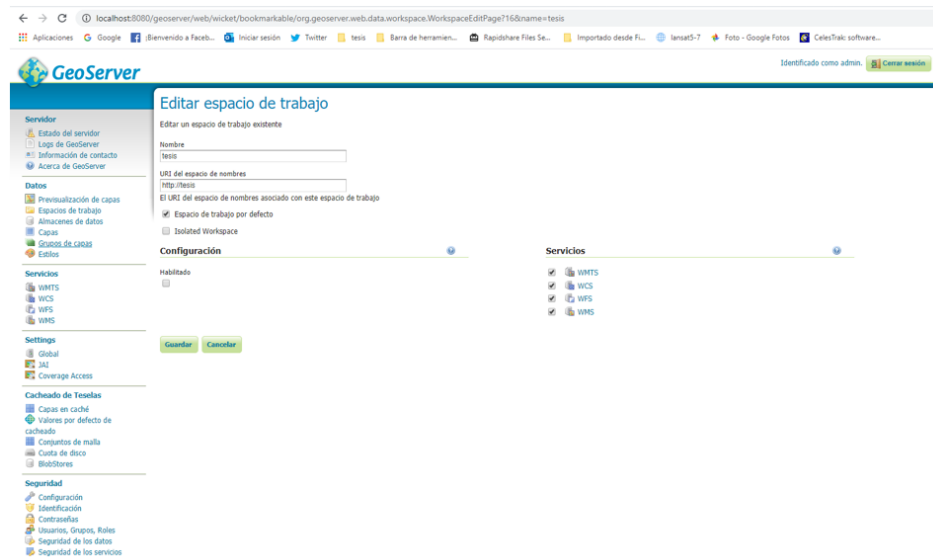 localhost:8080/geoserver/web/wicket/bookmarkable/org.geoserver.web.data.workspace.WorkspaceEditPage?16&name=tesis
Aplicaciones Google ¡Bienvenido a Faceb... Iniciar sesión Twitter tesis Barra de herramien... Rapidshare Files Se... Importado desde Fi... lansat5-7 Foto - Google Fotos CelesTrak: software...
GeoServer
Identificado como admin. Cerrar sesión
Servidor
Estado del servidor
Logs de GeoServer
Información de contacto
Acerca de GeoServer
Datos
Previsualización de capas
Espacios de trabajo
Almacenes de datos
Capas
Grupos de capas
Estilos
Servicios
WMTS
WCS
WFS
WMS
Settings
Global
JAI
Coverage Access
Cacheado de Teselas
Capas en caché
Valores por defecto de
cacheado
Conjuntos de malla
Cuota de disco
BlobStores
Seguridad
Configuración
Identificación
Contraseñas
Usuarios, Grupos, Roles
Seguridad de los datos
Seguridad de los servicios
Editar espacio de trabajo
Editar un espacio de trabajo existente
Nombre
tesis
URI del espacio de nombres
http://tesis
El URI del espacio de nombres asociado con este espacio de trabajo
Espacio de trabajo por defecto
Isolated Workspace
Configuración
Habilitado
Servicios
WMTS
WCS
WFS
WMS
Guardar Cancelar